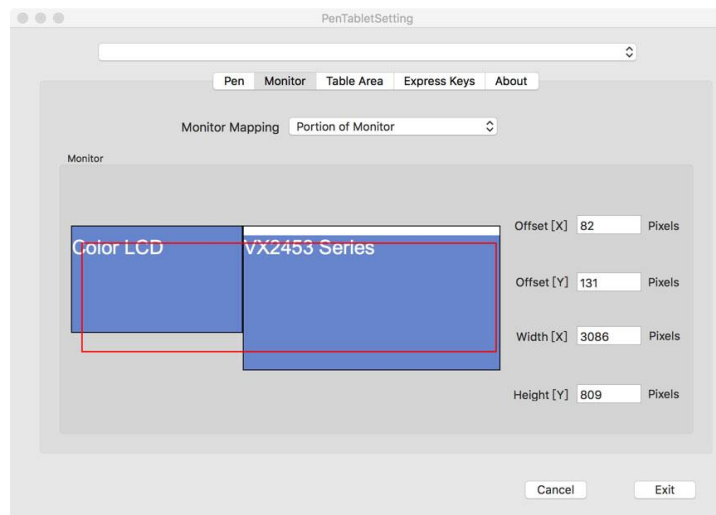 PenTabletSetting
Pen Monitor Table Area Express Keys About
Monitor Mapping Portion of Monitor
Monitor
Color LCD VX2453 Series
Offset [X] 82 Pixels
Offset [Y] 131 Pixels
Width [X] 3086 Pixels
Height [Y] 809 Pixels
Cancel Exit